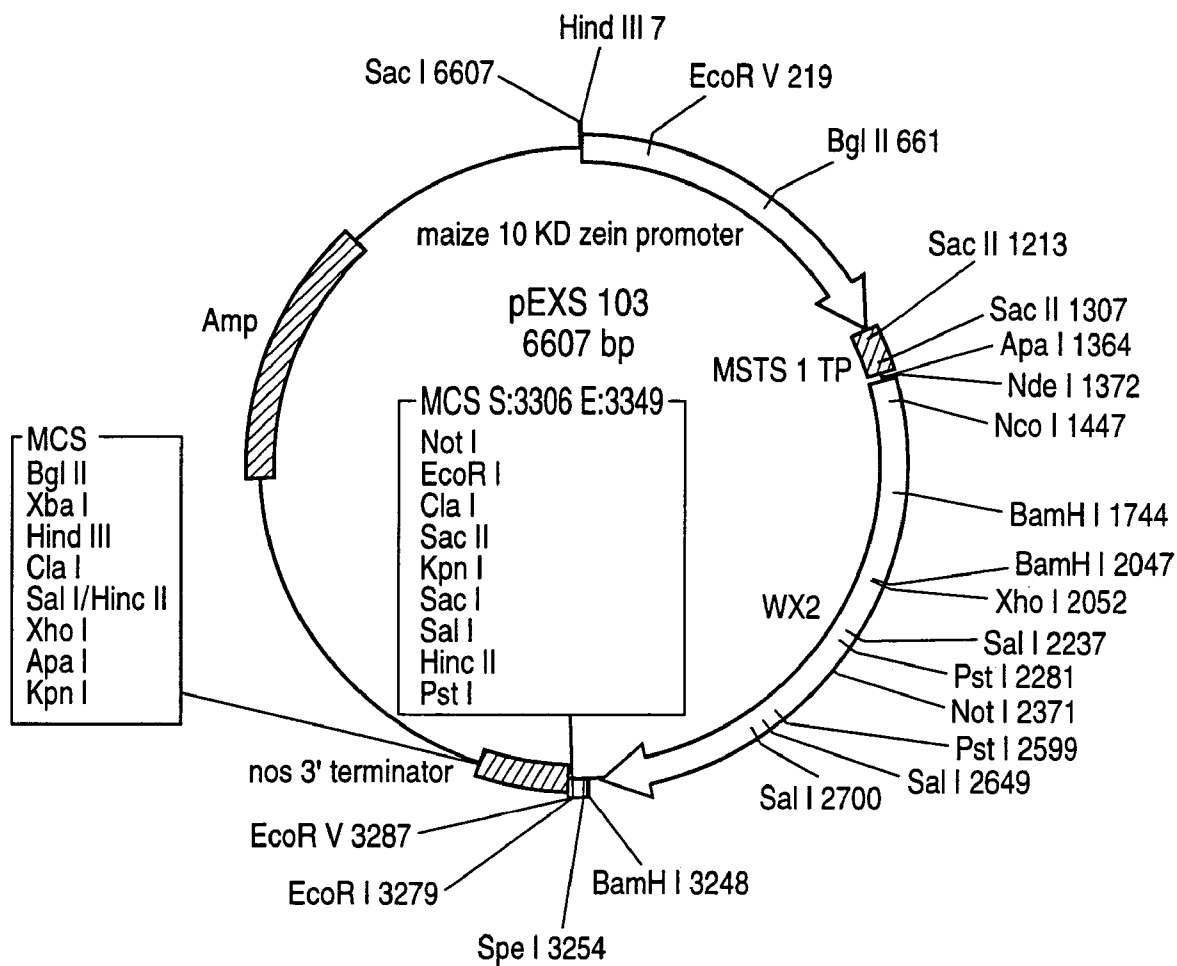 Hind III 7
Sac I 6607
EcoR V 219
Bgl II 661
maize 10 KD zein promoter
Sac II 1213
pEXS 103
6607 bp
Amp
Sac II 1307
MSTS 1 TP
Apa I 1364
Nde I 1372
Nco I 1447
MCS S:3306 E:3349
Not I
EcoR I
Cla I
Sac II
Kpn I
Sac I
Sal I
Hinc II
Pst I
MCS
Bgl II
Xba I
Hind III
Cla I
Sal I/Hinc II
Xho I
Apa I
Kpn I
BamH I 1744
BamH I 2047
Xho I 2052
WX2
Sal I 2237
Pst I 2281
Not I 2371
Pst I 2599
Sal I 2649
Sal I 2700
nos 3' terminator
EcoR V 3287
EcoR I 3279
BamH I 3248
Spe I 3254